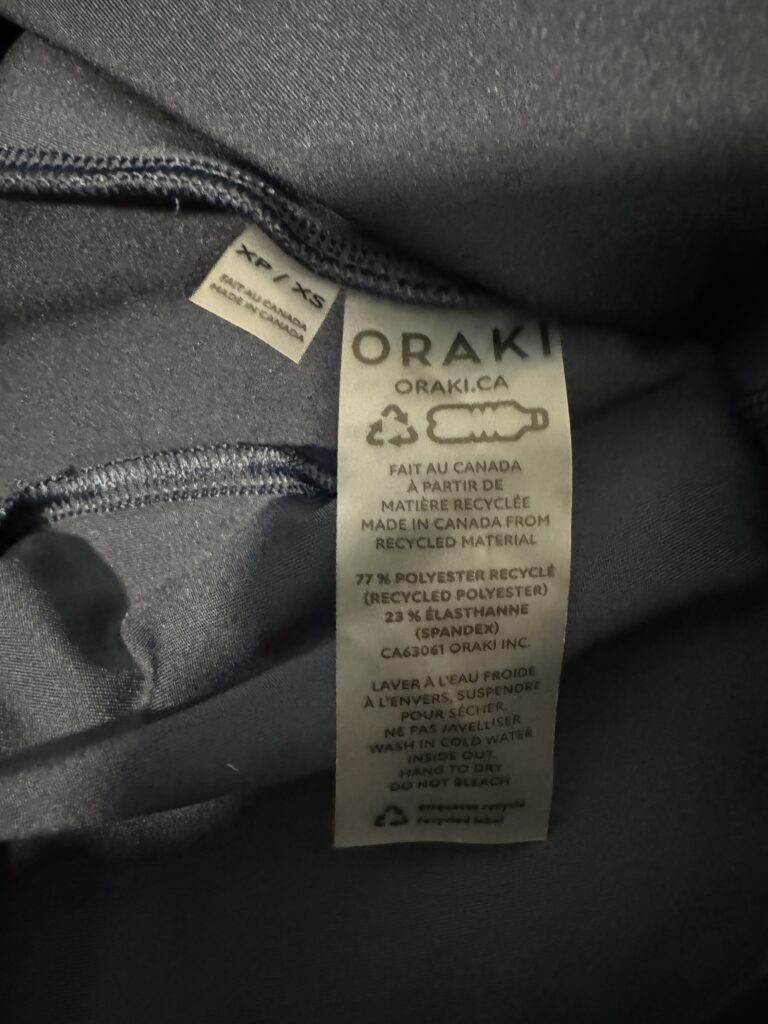 XP / XS
FAIT AU CANADA
MADE IN CANADA
ORAKI
ORAKI.CA
FAIT AU CANADA
À PARTIR DE
MATIÈRE RECYCLÉE
MADE IN CANADA FROM
RECYCLED MATERIAL
77 % POLYESTER RECYCLÉ
(RECYCLED POLYESTER)
23 % ÉLASTHANNE
(SPANDEX)
CA63061 ORAKI INC.
LAVER À L'EAU FROIDE
À L'ENVERS, SUSPENDRE
POUR SÉCHER.
NE PAS JAVELLISER
WASH IN COLD WATER
INSIDE OUT.
HANG TO DRY
DO NOT BLEACH
étiquette recyclé
recycled label